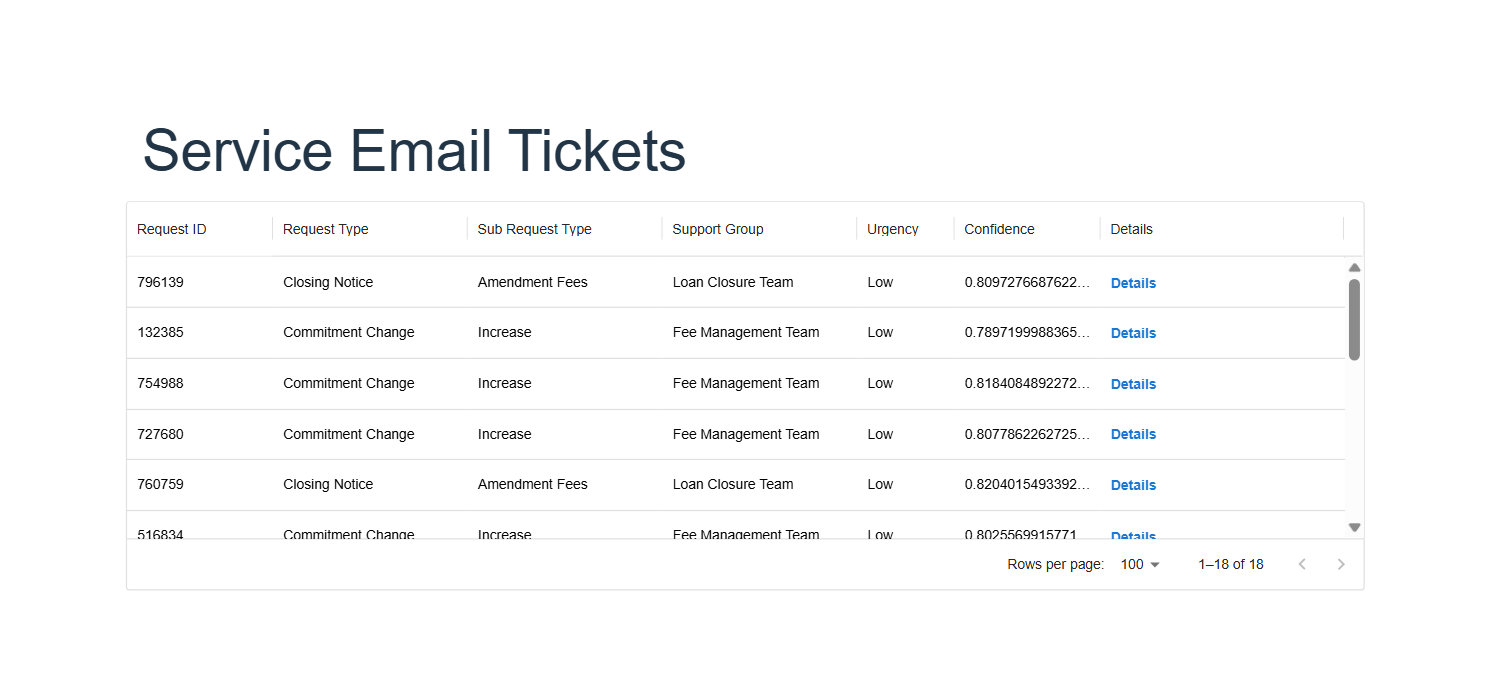 Service Email Tickets
Request ID Request Type Sub Request Type Support Group Urgency Confidence Details
796139 Closing Notice Amendment Fees Loan Closure Team Low 0.8097276687622... Details
132385 Commitment Change Increase Fee Management Team Low 0.7897199988365... Details
754988 Commitment Change Increase Fee Management Team Low 0.8184084892272... Details
727680 Commitment Change Increase Fee Management Team Low 0.8077862262725... Details
760759 Closing Notice Amendment Fees Loan Closure Team Low 0.8204015493392... Details
516834 Commitment Change Increase Fee Management Team Low 0.8025569915771 Details
Rows per page: 100 1–18 of 18